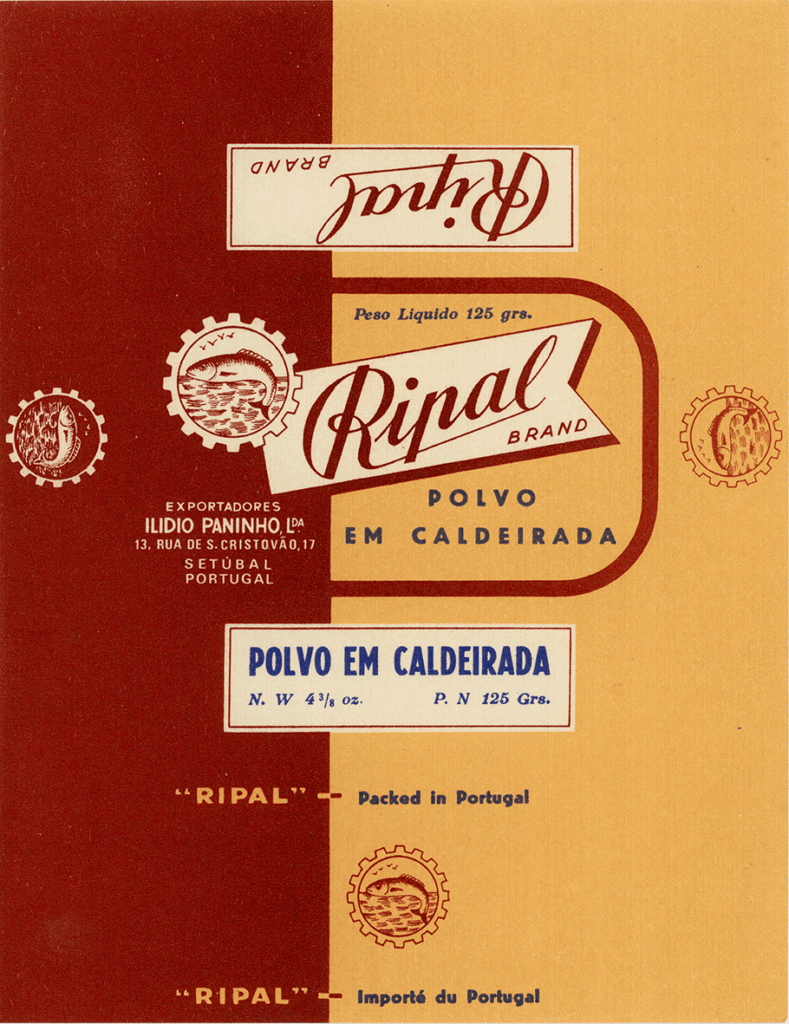 Ripal
BRAND
Peso Liquido 125 grs.
Ripal
BRAND
POLVO
EM CALDEIRADA
EXPORTADORES
ILIDIO PANINHO, LDA.
13, RUA DE S. CRISTOVÃO, 17
SETÚBAL
PORTUGAL
POLVO EM CALDEIRADA
N. W 4 3/8 oz. P. N 125 Grs.
“RIPAL” – Packed in Portugal
“RIPAL” – Importé du Portugal